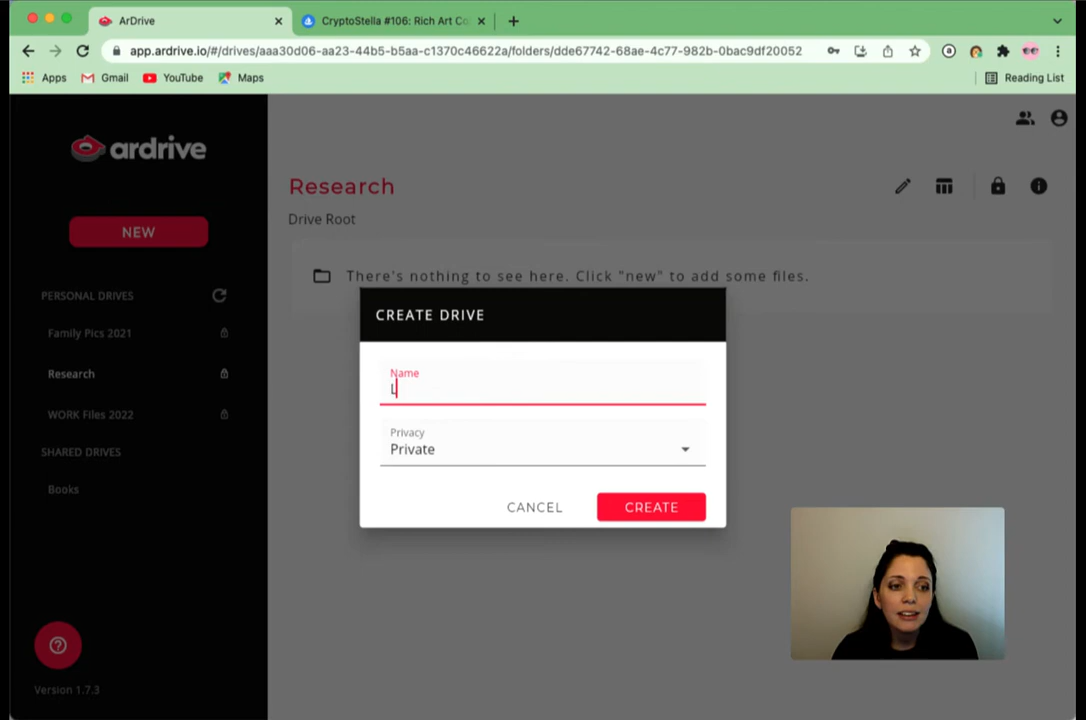 ArDrive
CryptoStella #106: Rich Art Co
app.ardrive.io/#/drives/aaa30d06-aa23-44b5-b5aa-c1370c46622a/folders/dde67742-68ae-4c77-982b-0bac9df20052
Apps
Gmail
YouTube
Maps
Reading List
ardrive
NEW
PERSONAL DRIVES
Family Pics 2021
Research
WORK Files 2022
SHARED DRIVES
Books
Version 1.7.3
Research
Drive Root
There's nothing to see here. Click "new" to add some files.
CREATE DRIVE
Name
L
Privacy
Private
CANCEL
CREATE